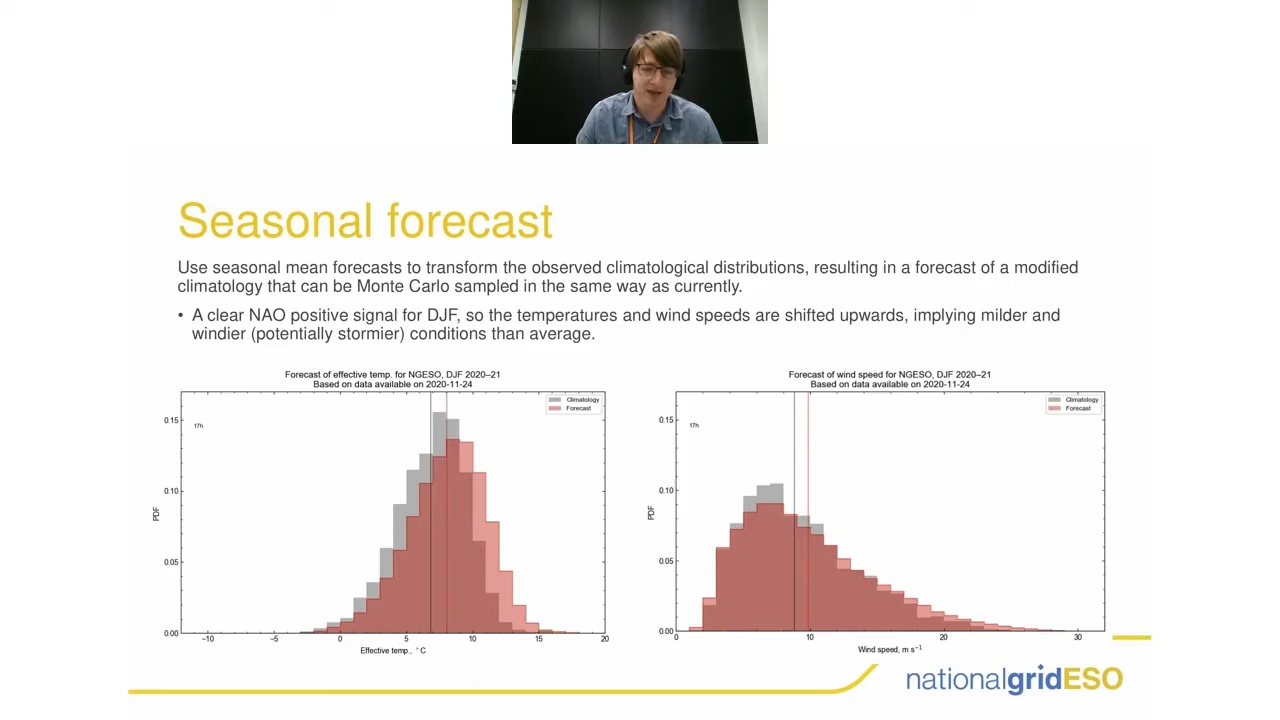 Seasonal forecast
Use seasonal mean forecasts to transform the observed climatological distributions, resulting in a forecast of a modified
climatology that can be Monte Carlo sampled in the same way as currently.
• A clear NAO positive signal for DJF, so the temperatures and wind speeds are shifted upwards, implying milder and
windier (potentially stormier) conditions than average.
Forecast of effective temp. for NGESO, DJF 2020–21
Based on data available on 2020-11-24
Climatology
Forecast
17h
PDF
0.15
0.10
0.05
0.00
−10 −5 0 5 10 15 20
Effective temp., °C
Forecast of wind speed for NGESO, DJF 2020–21
Based on data available on 2020-11-24
Climatology
Forecast
17h
PDF
0.15
0.10
0.05
0.00
0 10 20 30
Wind speed, m s⁻¹
nationalgridESO